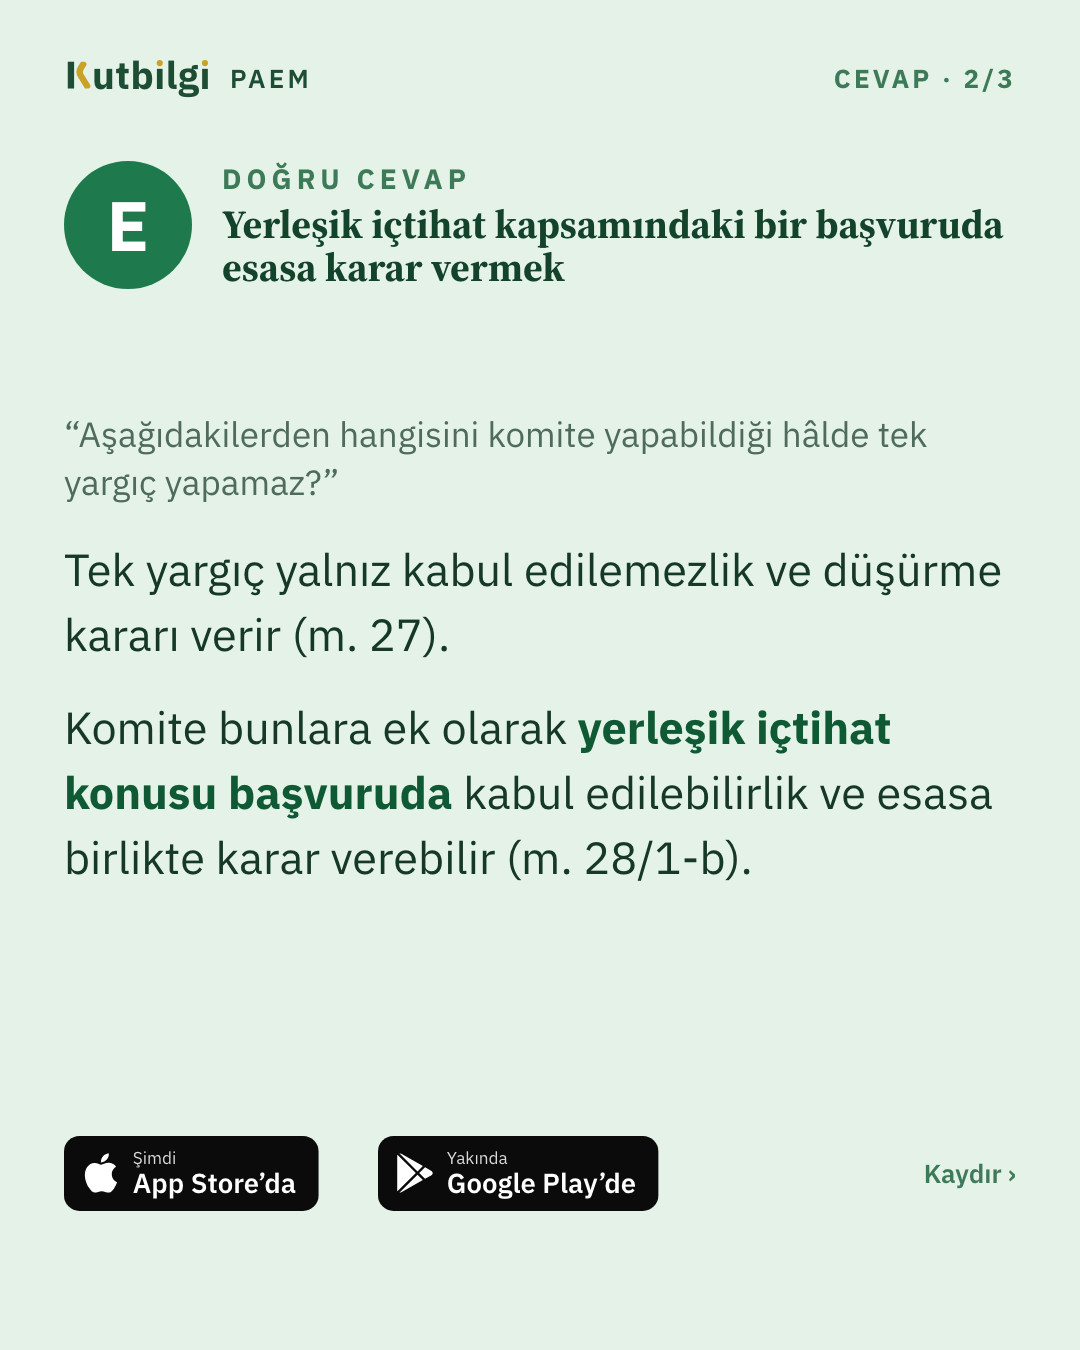 Kutbilgi PAEM
CEVAP · 2/3
E
DOĞRU CEVAP
Yerleşik içtihat kapsamındaki bir başvuruda
esasa karar vermek
“Aşağıdakilerden hangisini komite yapabildiği hâlde tek
yargıç yapamaz?”
Tek yargıç yalnız kabul edilemezlik ve düşürme
kararı verir (m. 27).
Komite bunlara ek olarak yerleşik içtihat
konusu başvuruda kabul edilebilirlik ve esasa
birlikte karar verebilir (m. 28/1-b).
Şimdi
App Store’da
Yakında
Google Play’de
Kaydır ›